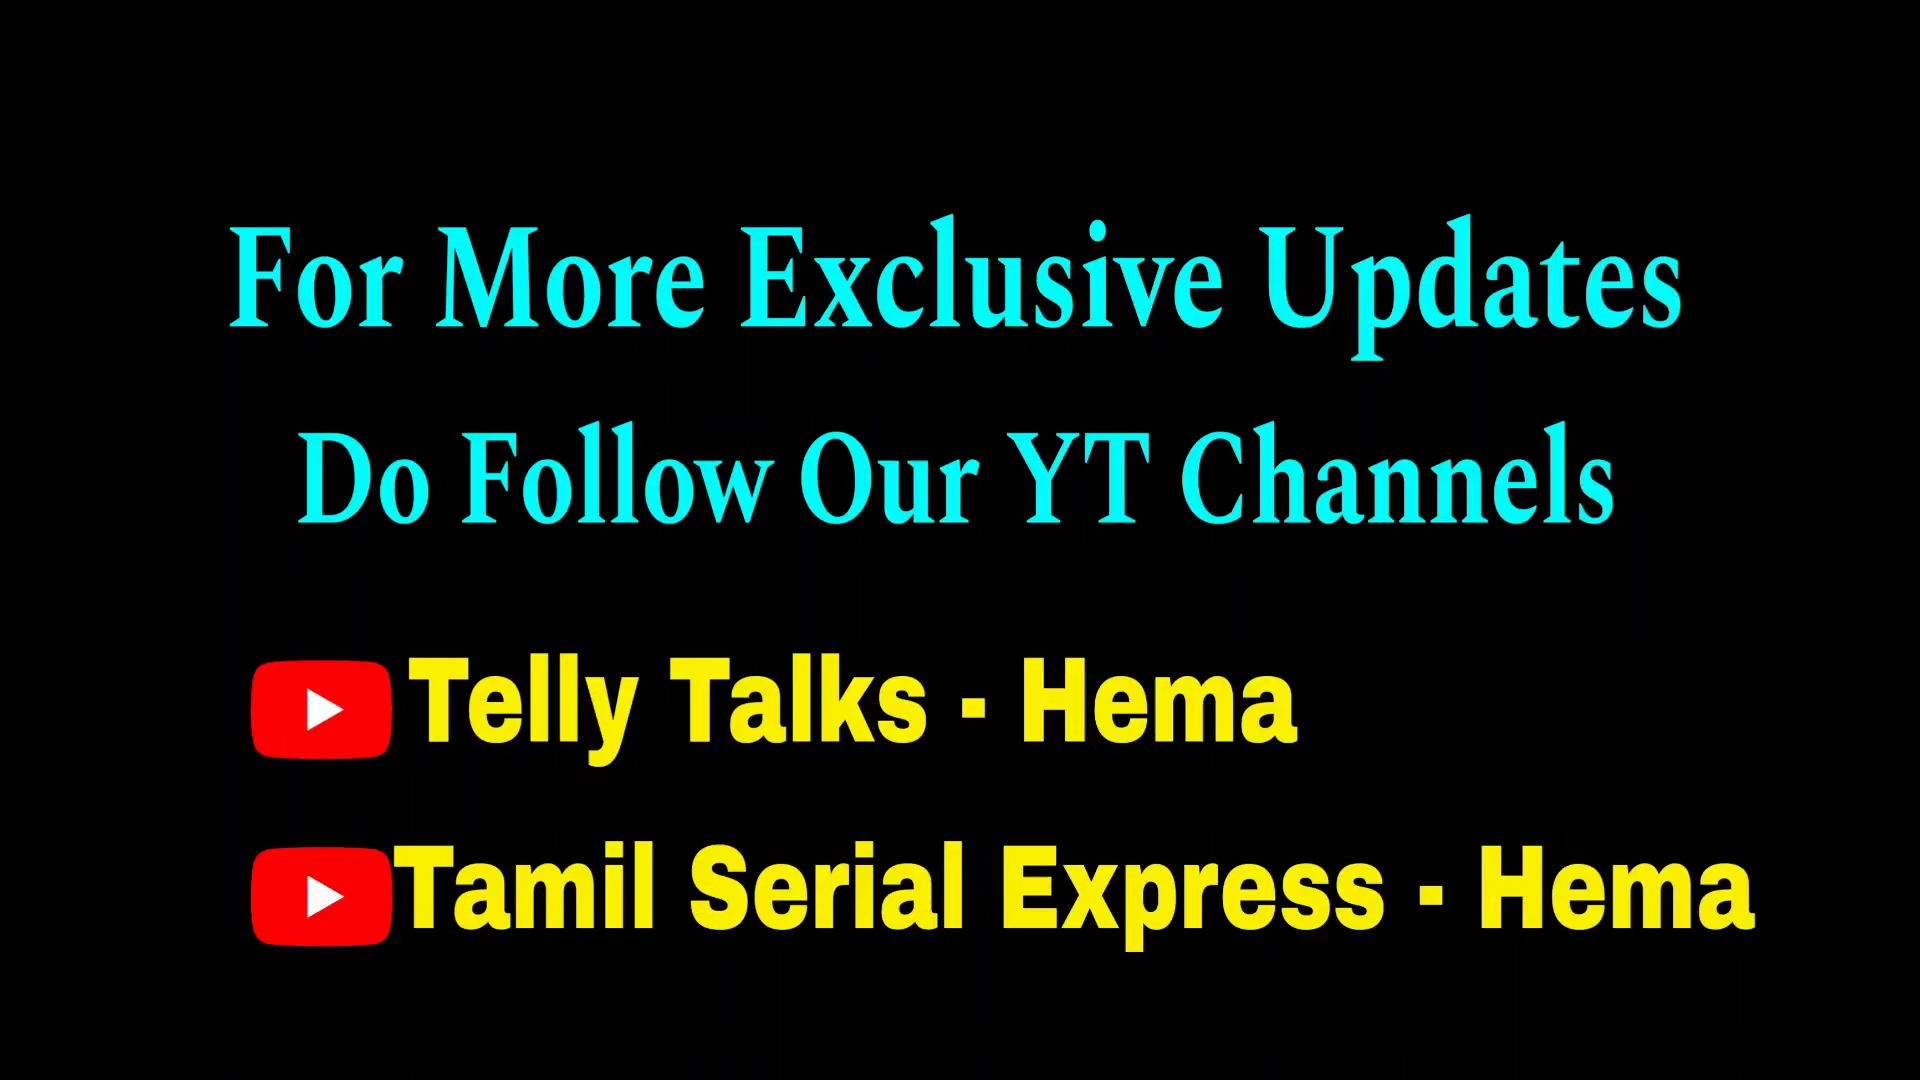 For More Exclusive Updates
Do Follow Our YT Channels
Telly Talks - Hema
Tamil Serial Express - Hema